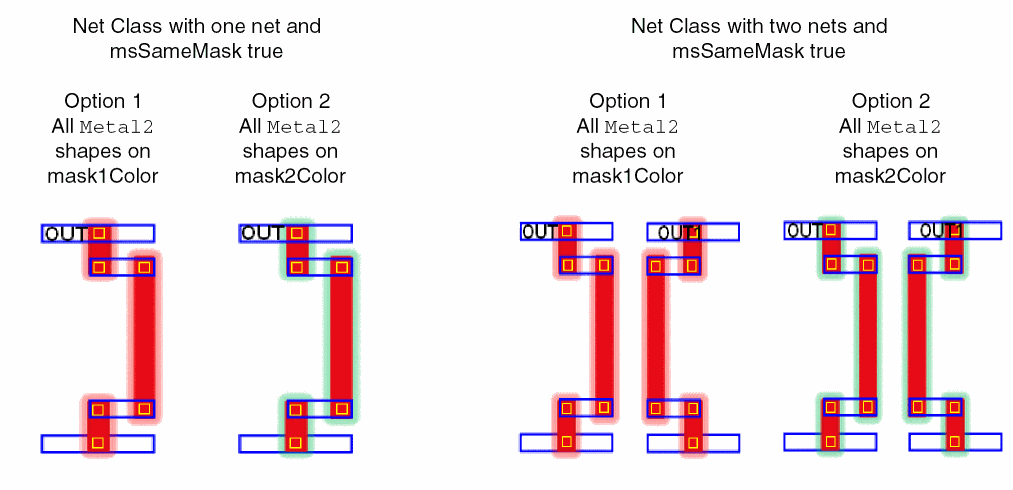 Net Class with one net and
msSameMask true
Option 1
All Metal2
shapes on
mask1Color
Option 2
All Metal2
shapes on
mask2Color
OUT
OUT
Net Class with two nets and
msSameMask true
Option 1
All Metal2
shapes on
mask1Color
Option 2
All Metal2
shapes on
mask2Color
OUT
OUT1
OUT
OUT1